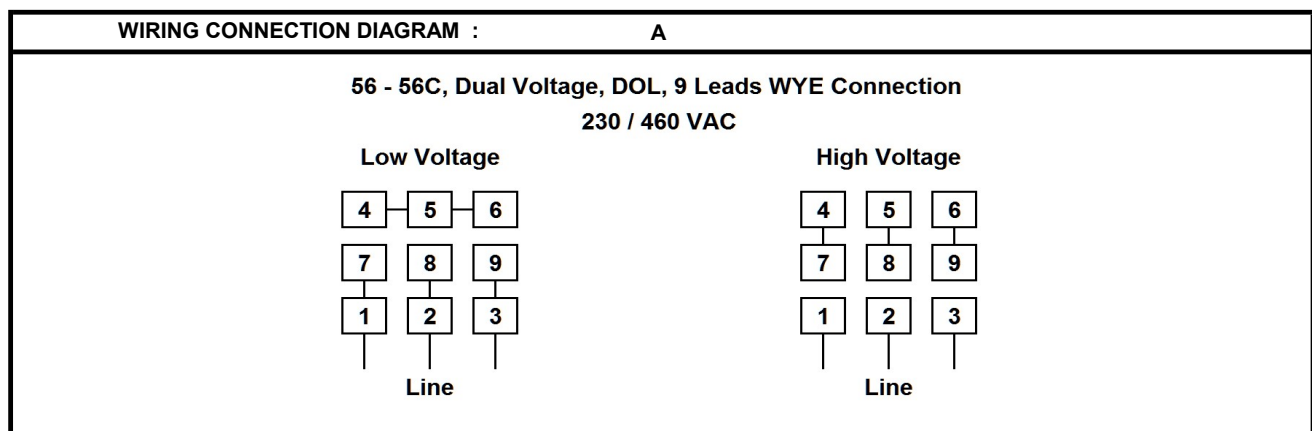 WIRING CONNECTION DIAGRAM : A
56 - 56C, Dual Voltage, DOL, 9 Leads WYE Connection
230 / 460 VAC
Low Voltage
4 5 6
7 8 9
1 2 3
Line
High Voltage
4 5 6
7 8 9
1 2 3
Line